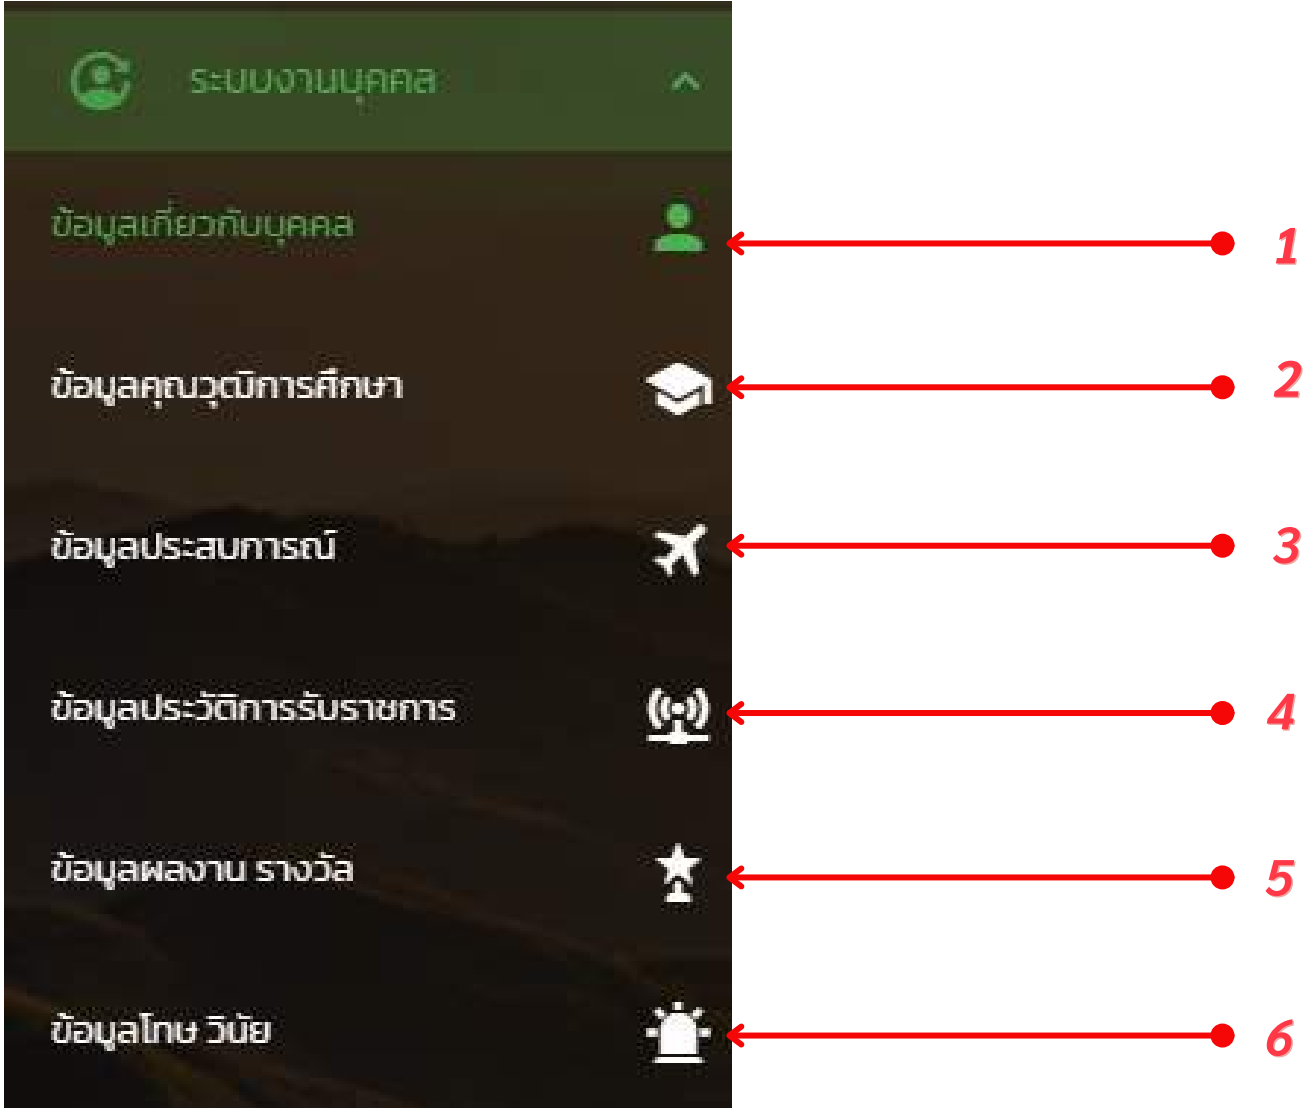 ระบบงานบุคคล
ข้อมูลเกี่ยวกับบุคคล
1
ข้อมูลคุณวุฒิการศึกษา
2
ข้อมูลประสบการณ์
3
ข้อมูลประวัติการรับราชการ
4
ข้อมูลผลงาน รางวัล
5
ข้อมูลโทษ วินัย
6